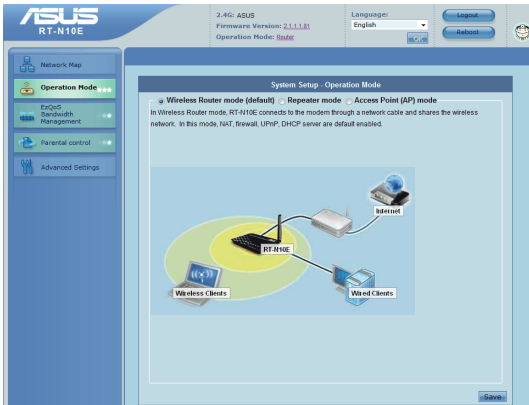 ASUS
RT-N10E
2.4G: ASUS
Firmware Version: 2.1.1.1.81
Operation Mode: Router
Language:
English
Logout
Reboot
Network Map
Operation Mode
EzQoS
Bandwidth
Management
Parental control
Advanced Settings
System Setup - Operation Mode
Wireless Router mode (default) Repeater mode Access Point (AP) mode
In Wireless Router mode, RT-N10E connects to the modem through a network cable and shares the wireless
network. In this mode, NAT, firewall, UPnP, DHCP server are default enabled.
Internet
RT-N10E
Wireless Clients
Wired Clients
Save